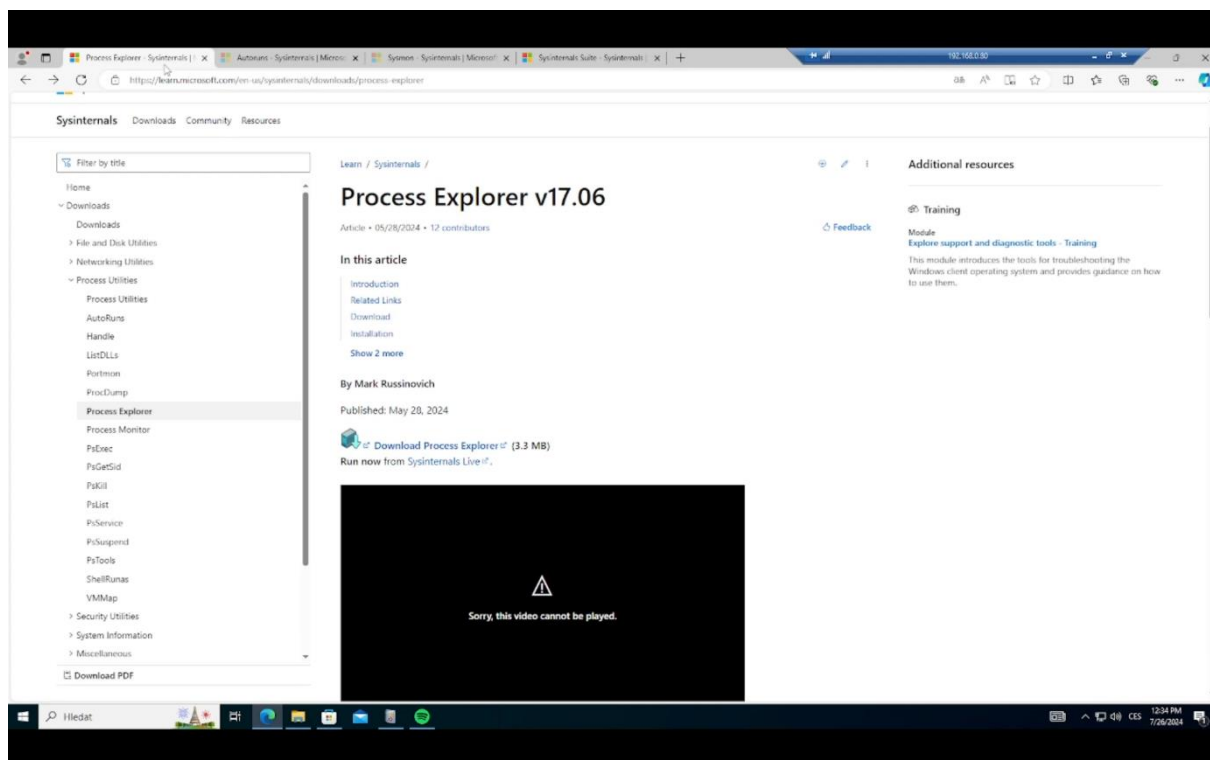 Process Explorer - Sysinternals |
Autoruns - Sysinternals | Micros
Sysmon - Sysinternals | Microsof
Sysinternals Suite - Sysinternals |
192.168.0.80
https://learn.microsoft.com/en-us/sysinternals/downloads/process-explorer
Sysinternals Downloads Community Resources
Filter by title
Home
Downloads
Downloads
File and Disk Utilities
Networking Utilities
Process Utilities
Process Utilities
AutoRuns
Handle
ListDLLs
Portmon
ProcDump
Process Explorer
Process Monitor
PsExec
PsGetSid
PsKill
PsList
PsService
PsSuspend
PsTools
ShellRunas
VMMap
Security Utilities
System Information
Miscellaneous
Download PDF
Learn / Sysinternals /
Process Explorer v17.06
Article • 05/28/2024 • 12 contributors
Feedback
In this article
Introduction
Related Links
Download
Installation
Show 2 more
By Mark Russinovich
Published: May 28, 2024
Download Process Explorer (3.3 MB)
Run now from Sysinternals Live.
Sorry, this video cannot be played.
Additional resources
Training
Module
Explore support and diagnostic tools - Training
This module introduces the tools for troubleshooting the
Windows client operating system and provides guidance on how
to use them.
Hledat
CES
12:34 PM
7/26/2024